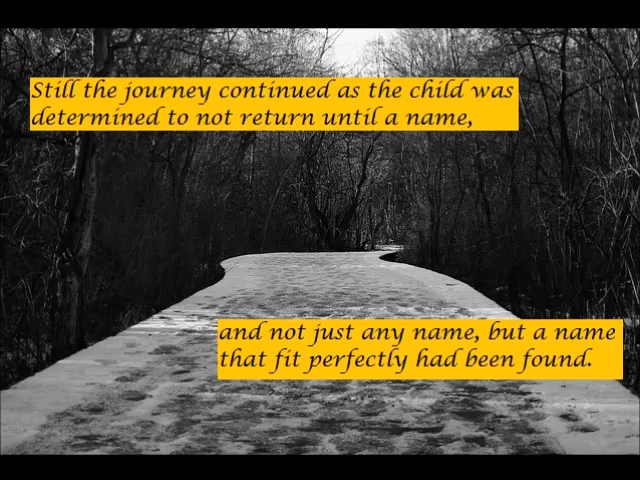 Still the journey continued as the child was
determined to not return until a name,
and not just any name, but a name
that fit perfectly had been found.